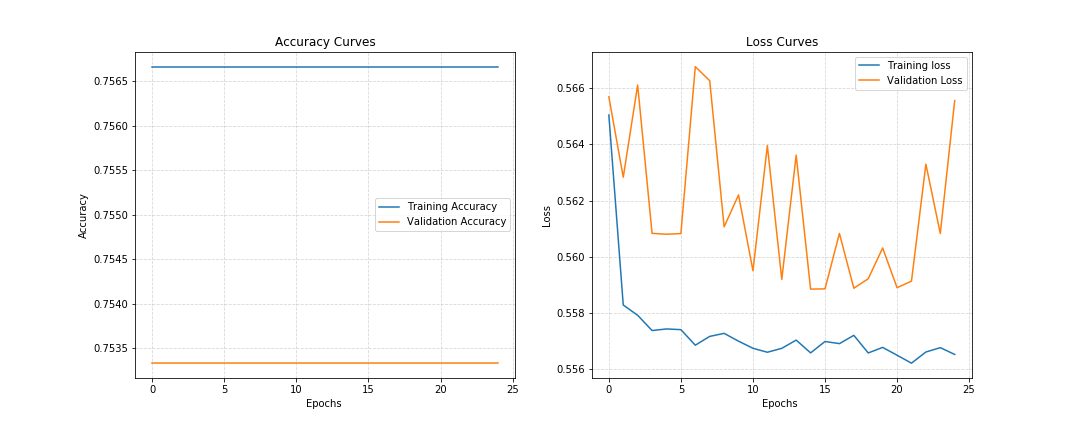 Accuracy Curves
0.7565
0.7560
0.7555
0.7550
0.7545
0.7540
0.7535
Accuracy
Training Accuracy
Validation Accuracy
0 5 10 15 20 25
Epochs
Loss Curves
0.566
0.564
0.562
0.560
0.558
0.556
Loss
Training loss
Validation Loss
0 5 10 15 20 25
Epochs